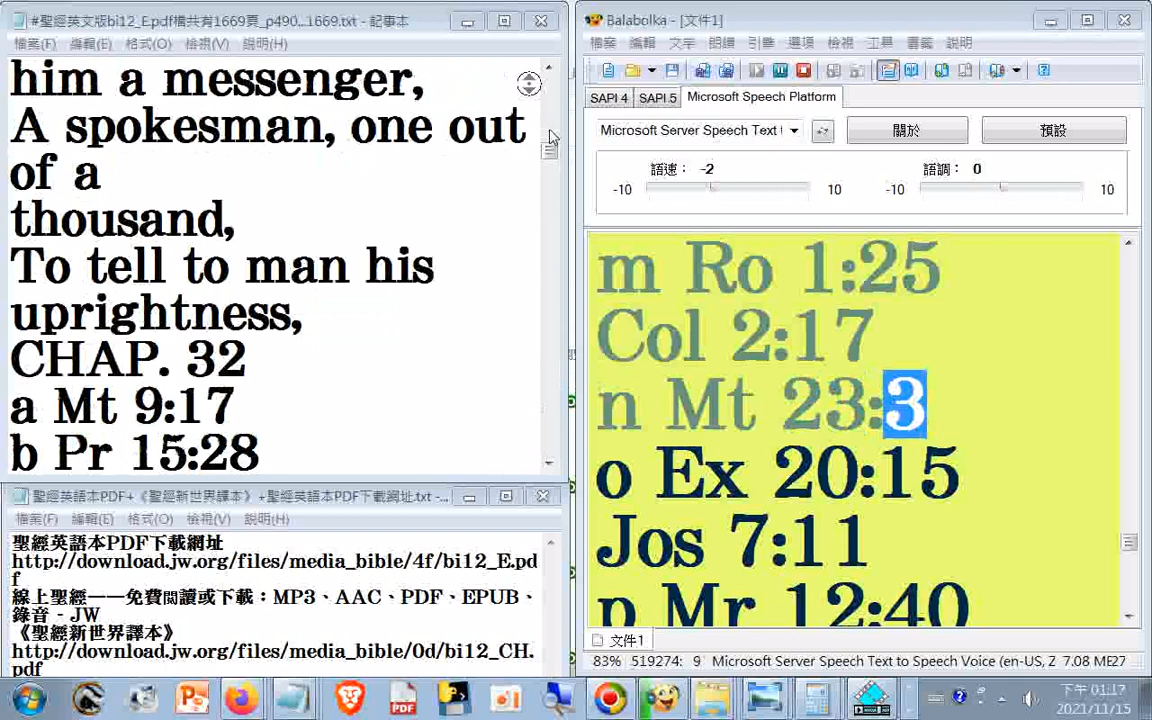 #聖經英文版bi12_E.pdf檔共有1669頁_p490...1669.txt - 記事本
檔案(F) 編輯(E) 格式(O) 檢視(V) 說明(H)
him a messenger,
A spokesman, one out
of a
thousand,
To tell to man his
uprightness,
CHAP. 32
a Mt 9:17
b Pr 15:28
聖經英語本PDF+《聖經新世界譯本》+聖經英語本PDF下載網址.txt -...
檔案(F) 編輯(E) 格式(O) 檢視(V) 說明(H)
聖經英語本PDF下載網址
http://download.jw.org/files/media_bible/4f/bi12_E.pd
f
線上聖經——免費閱讀或下載：MP3、AAC、PDF、EPUB、
錄音 - JW
《聖經新世界譯本》
http://download.jw.org/files/media_bible/0d/bi12_CH.
pdf
Balabolka - [文件1]
檔案 編輯 文字 朗讀 引擎 選項 檢視 工具 書籤 說明
SAPI 4 SAPI 5 Microsoft Speech Platform
Microsoft Server Speech Text 關於 預設
語速： -2 語調： 0
-10 10 -10 10
m Ro 1:25
Col 2:17
n Mt 23:3
o Ex 20:15
Jos 7:11
p Mr 12:40
文件1
83% 519274: 9 Microsoft Server Speech Text to Speech Voice (en-US, Z 7.08 ME27
PDF
下午 01:17
2021/11/15